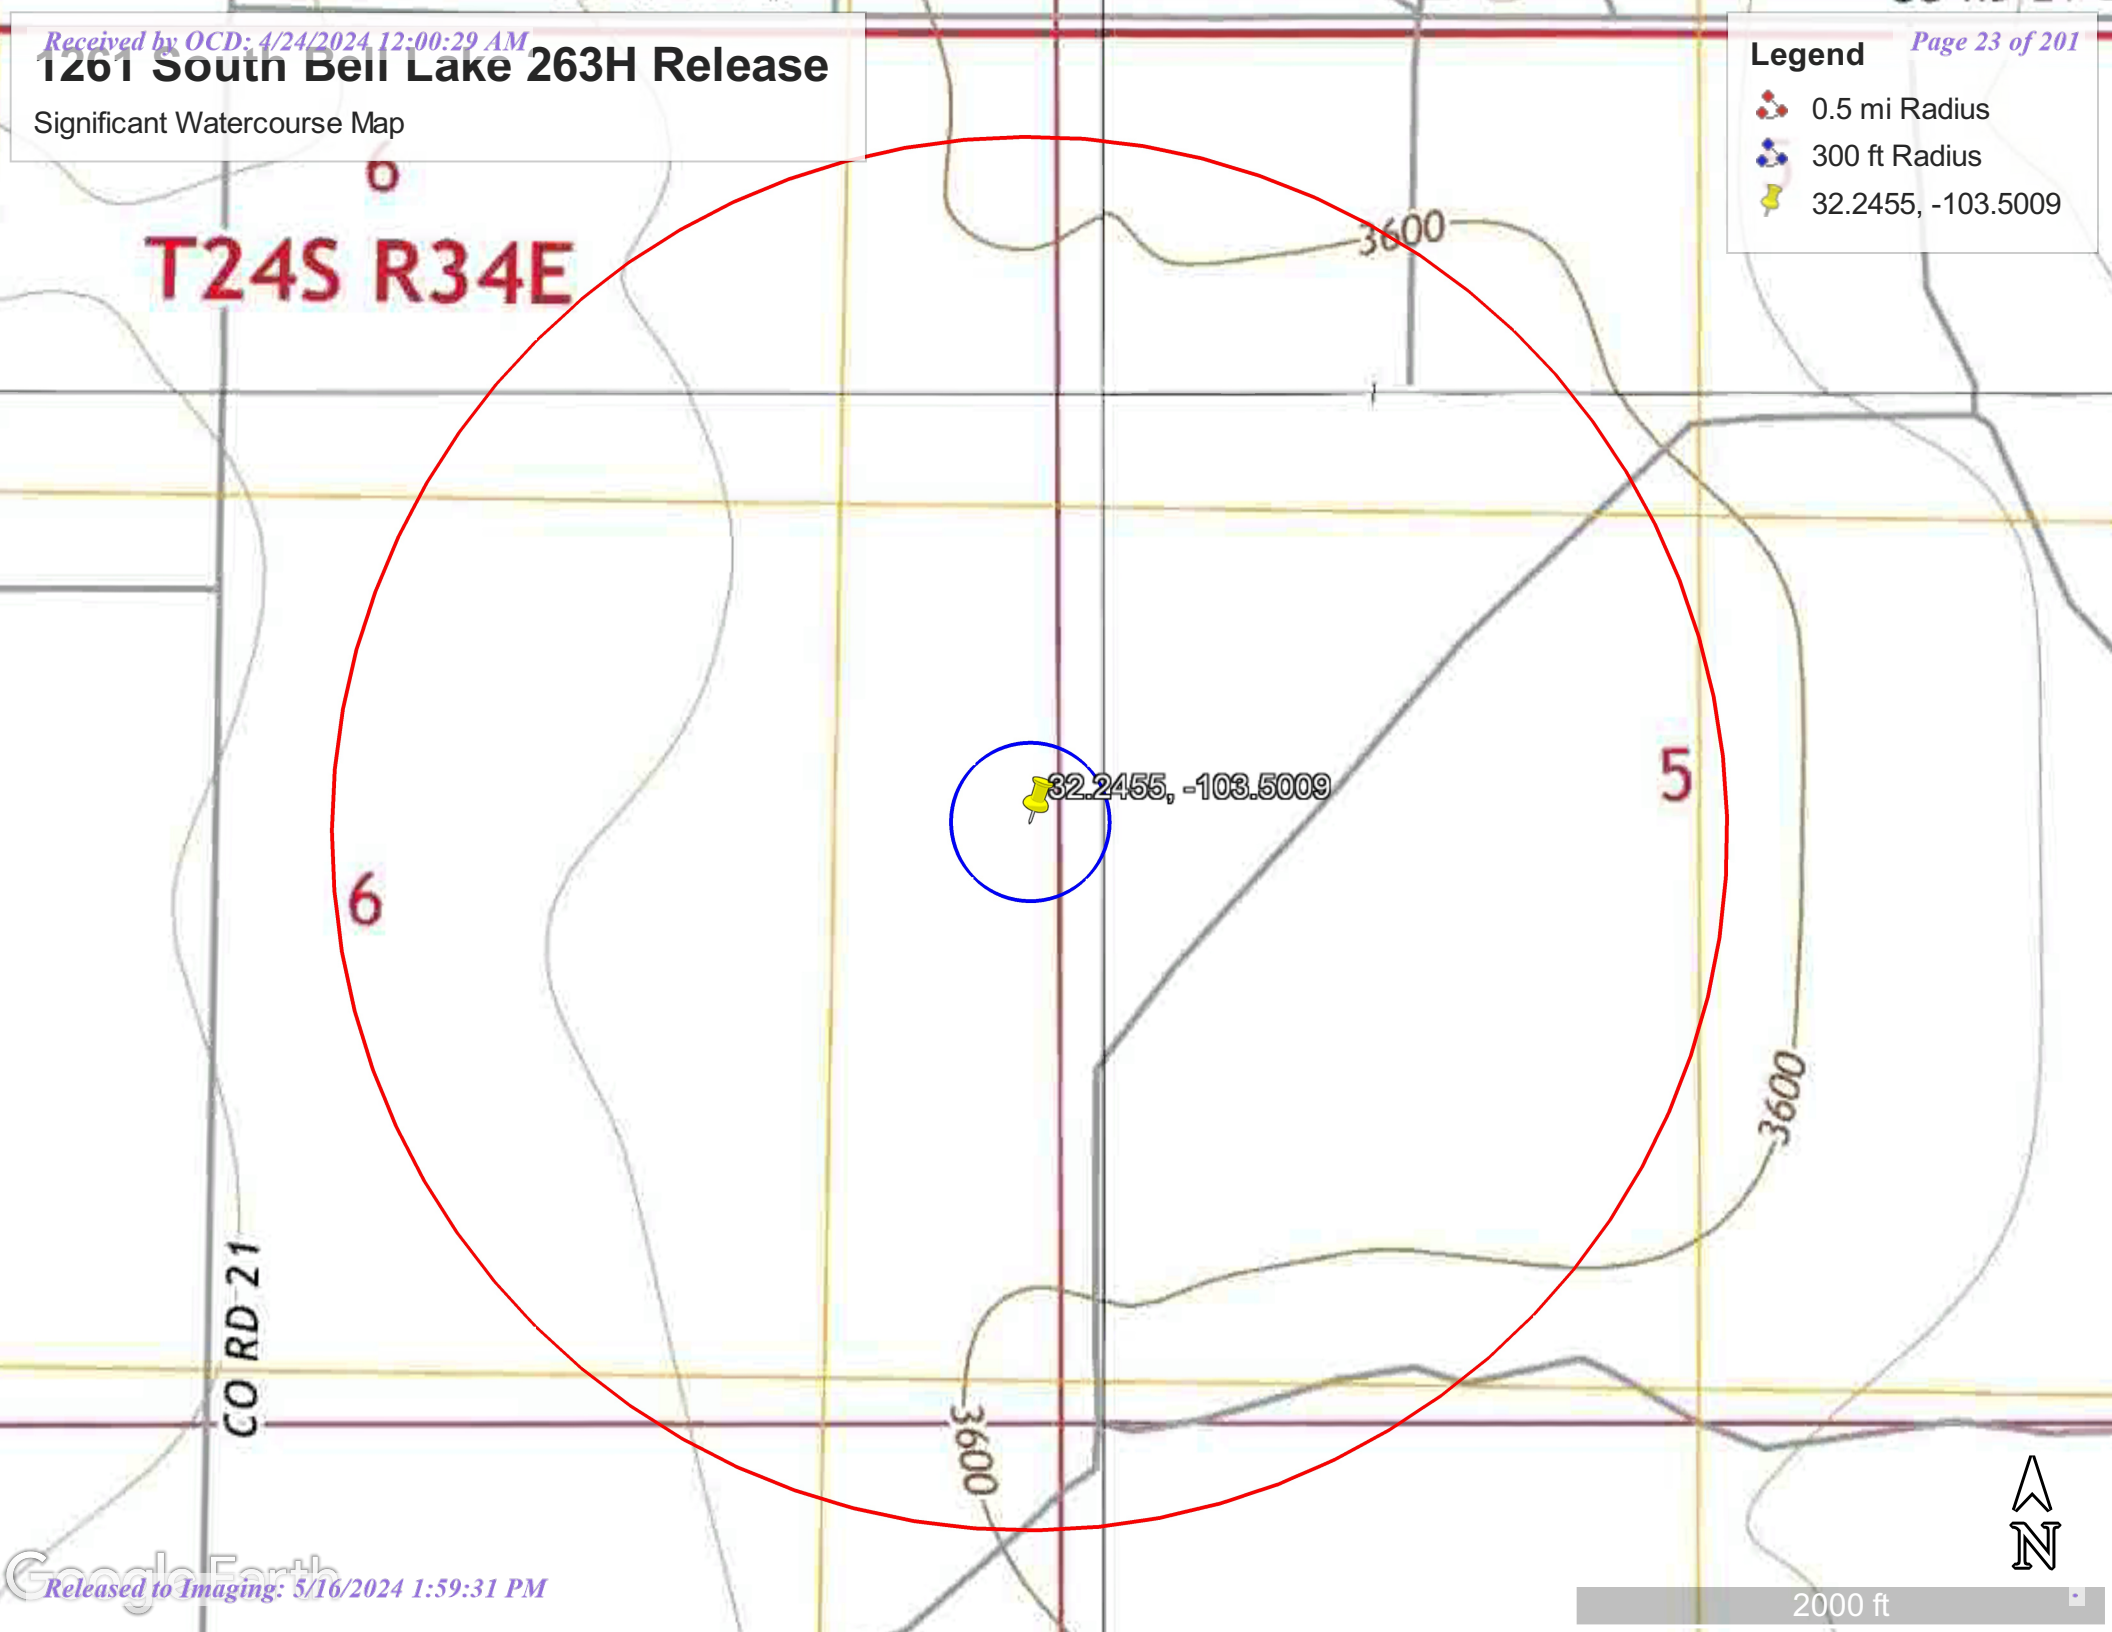 Received by OCD: 4/24/2024 12:00:29 AM
Page 23 of 201
1261 South Bell Lake 263H Release
Significant Watercourse Map
Legend
0.5 mi Radius
300 ft Radius
32.2455, -103.5009
6
T24S R34E
3600
32.2455, -103.5009
5
6
3600
CO RD 21
3600
N
Google Earth
Released to Imaging: 5/16/2024 1:59:31 PM
2000 ft